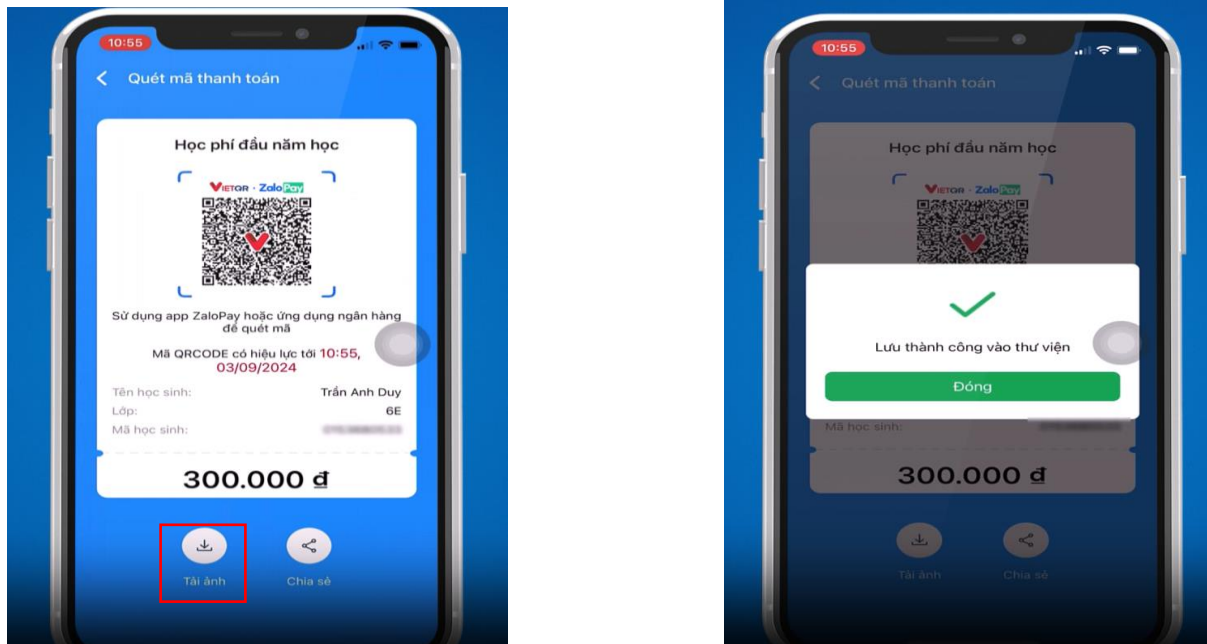 10:55
Quét mã thanh toán
Học phí đầu năm học
VIETQR · ZaloPay
Sử dụng app ZaloPay hoặc ứng dụng ngân hàng
để quét mã
Mã QRCODE có hiệu lực tới 10:55,
03/09/2024
Tên học sinh: Trần Anh Duy
Lớp: 6E
Mã học sinh:
300.000 đ
Tải ảnh
Chia sẻ
10:55
Quét mã thanh toán
Học phí đầu năm học
VIETQR · ZaloPay
Lưu thành công vào thư viện
Đóng
Mã học sinh:
300.000 đ
Tải ảnh
Chia sẻ